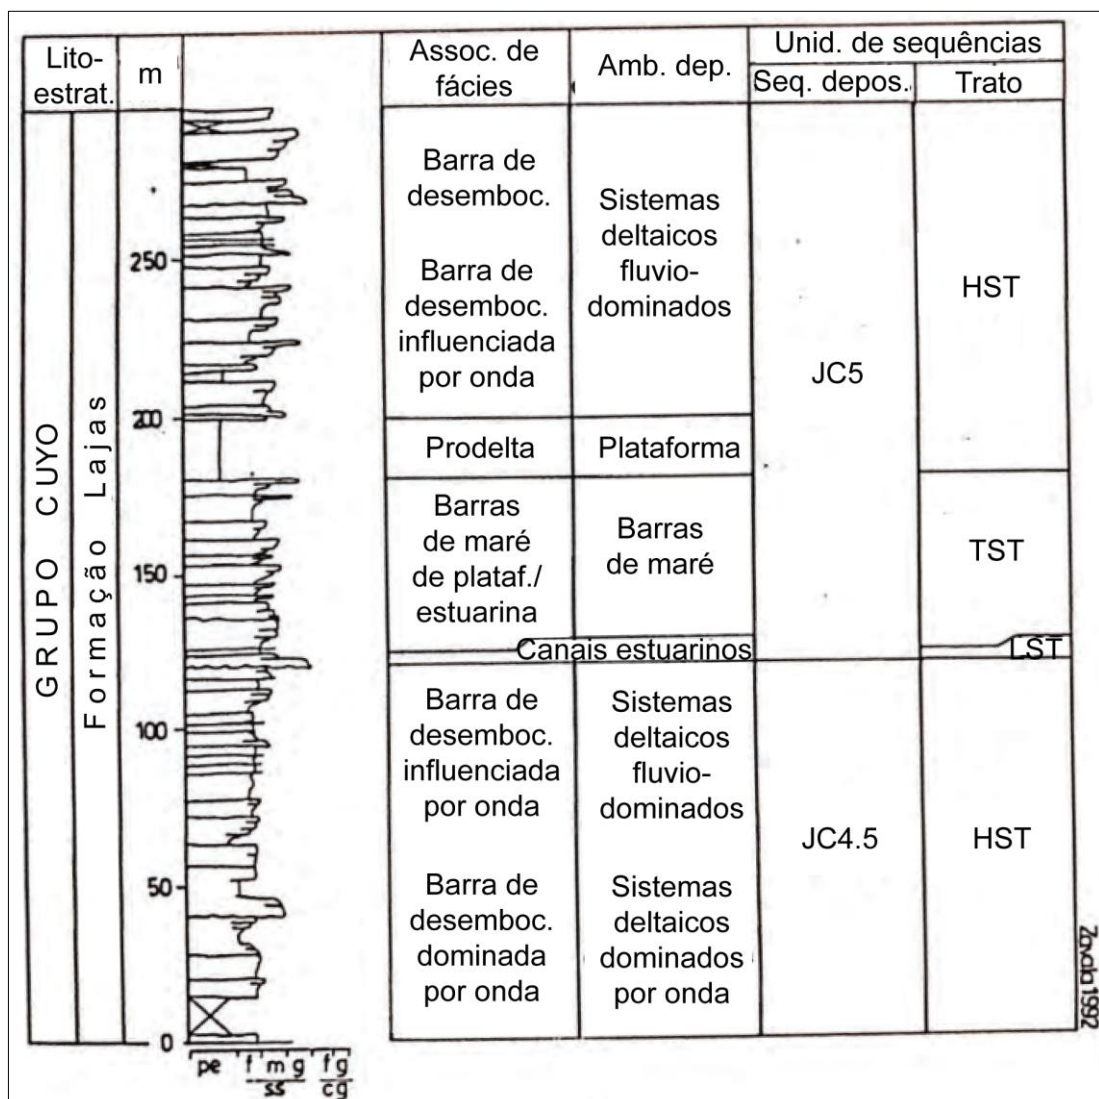 Lito-
estrat.
m
Assoc. de
fácies
Amb. dep.
Unid. de sequências
Seq. depos.
Trato
GRUPO CUYO
Formação Lajas
250
200
150
100
50
0
Barra de
desemboc.
Barra de
desemboc.
influenciada
por onda
Sistemas
deltaicos
fluvio-
dominados
JC5
HST
Prodelta
Plataforma
Barras
de maré
de plataf./
estuarina
Barras
de maré
TST
Canais estuarinos
LST
Barra de
desemboc.
influenciada
por onda
Sistemas
deltaicos
fluvio-
dominados
JC4.5
HST
Barra de
desemboc.
dominada
por onda
Sistemas
deltaicos
dominados
por onda
Zavala 1992
pe f m g f g
ss cg